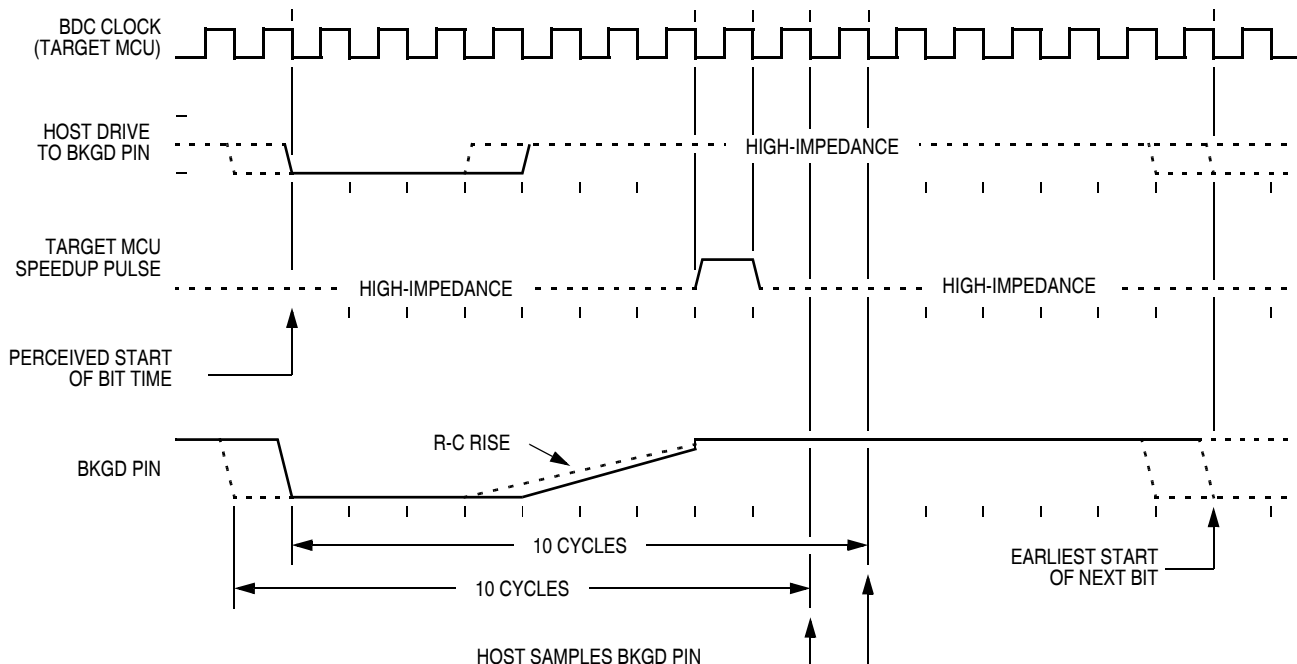 BDC CLOCK
(TARGET MCU)
HOST DRIVE
TO BKGD PIN
HIGH-IMPEDANCE
TARGET MCU
SPEEDUP PULSE
HIGH-IMPEDANCE
HIGH-IMPEDANCE
PERCEIVED START
OF BIT TIME
R-C RISE
BKGD PIN
10 CYCLES
EARLIEST START
OF NEXT BIT
10 CYCLES
HOST SAMPLES BKGD PIN